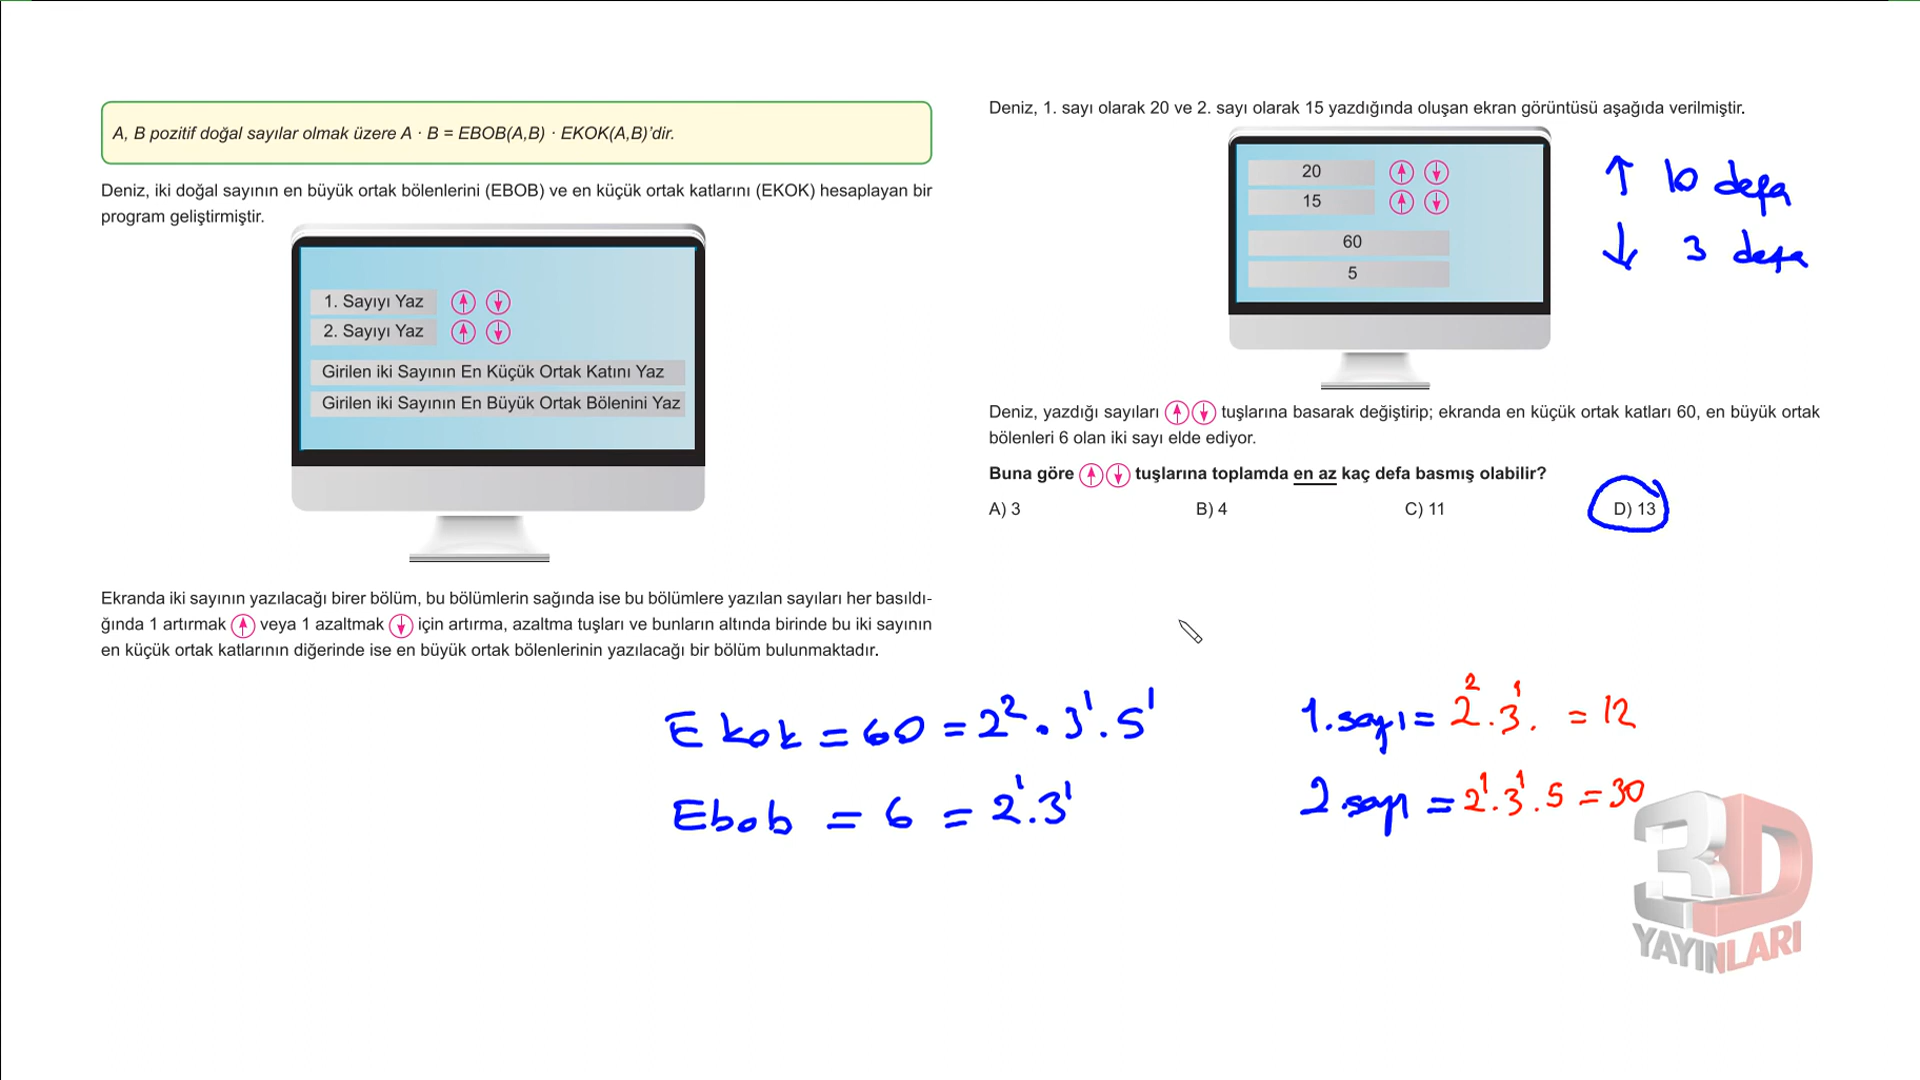 A, B pozitif doğal sayılar olmak üzere A · B = EBOB(A,B) · EKOK(A,B)'dir.
Deniz, iki doğal sayının en büyük ortak bölenlerini (EBOB) ve en küçük ortak katlarını (EKOK) hesaplayan bir
program geliştirmiştir.
1. Sayıyı Yaz
2. Sayıyı Yaz
Girilen iki Sayının En Küçük Ortak Katını Yaz
Girilen iki Sayının En Büyük Ortak Bölenini Yaz
Ekranda iki sayının yazılacağı birer bölüm, bu bölümlerin sağında ise bu bölümlere yazılan sayıları her basıldı-
ğında 1 artırmak ↑ veya 1 azaltmak ↓ için artırma, azaltma tuşları ve bunların altında birinde bu iki sayının
en küçük ortak katlarının diğerinde ise en büyük ortak bölenlerinin yazılacağı bir bölüm bulunmaktadır.
Deniz, 1. sayı olarak 20 ve 2. sayı olarak 15 yazdığında oluşan ekran görüntüsü aşağıda verilmiştir.
20
15
60
5
↑ 10 defa
↓ 3 defa
Deniz, yazdığı sayıları ↑ ↓ tuşlarına basarak değiştirip; ekranda en küçük ortak katları 60, en büyük ortak
bölenleri 6 olan iki sayı elde ediyor.
Buna göre ↑ ↓ tuşlarına toplamda en az kaç defa basmış olabilir?
A) 3 B) 4 C) 11 D) 13
Ekok = 60 = 2² · 3¹ · 5¹
Ebob = 6 = 2¹ · 3¹
1. sayı = 2² · 3¹ · = 12
2. sayı = 2¹ · 3¹ · 5 = 30
3D
YAYINLARI